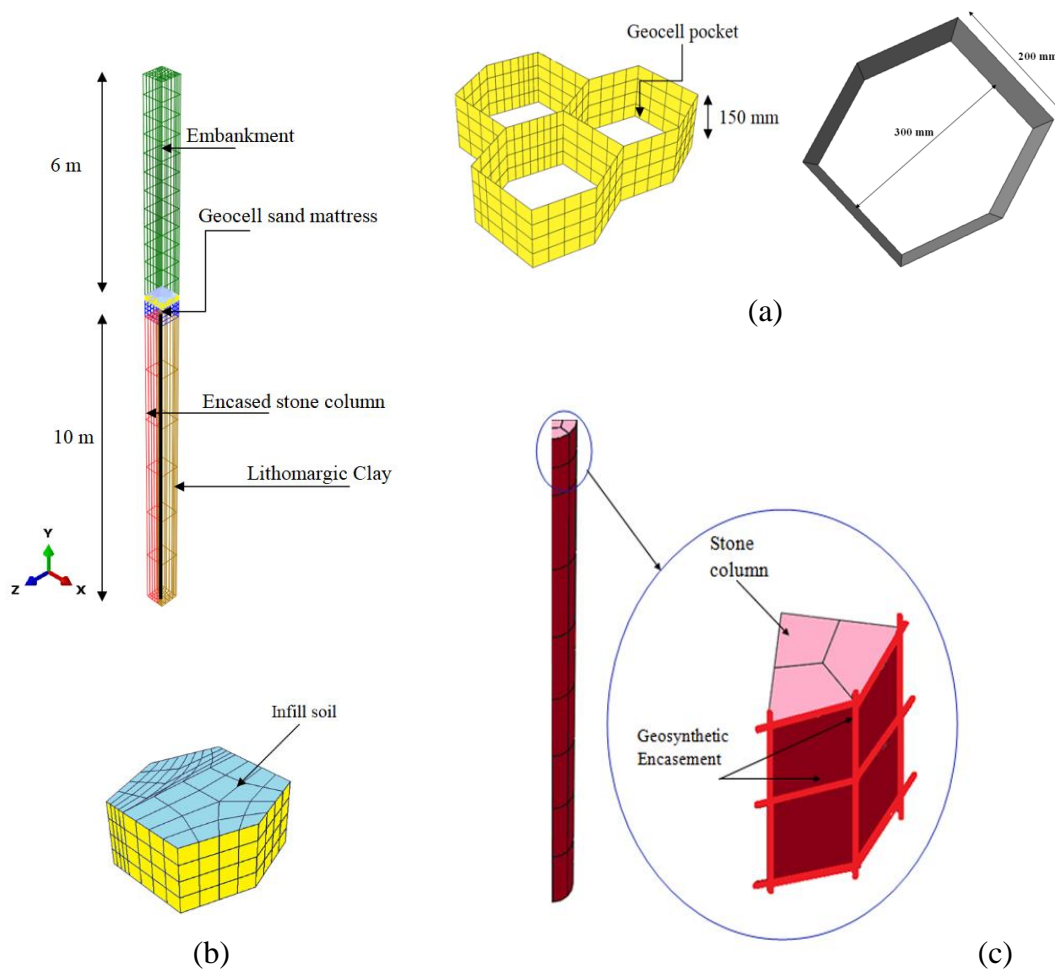 6 m
Embankment
Geocell sand mattress
10 m
Encased stone column
Lithomargic Clay
Y
Z
X
Geocell pocket
150 mm
200 mm
300 mm
(a)
Infill soil
(b)
Stone
column
Geosynthetic
Encasement
(c)